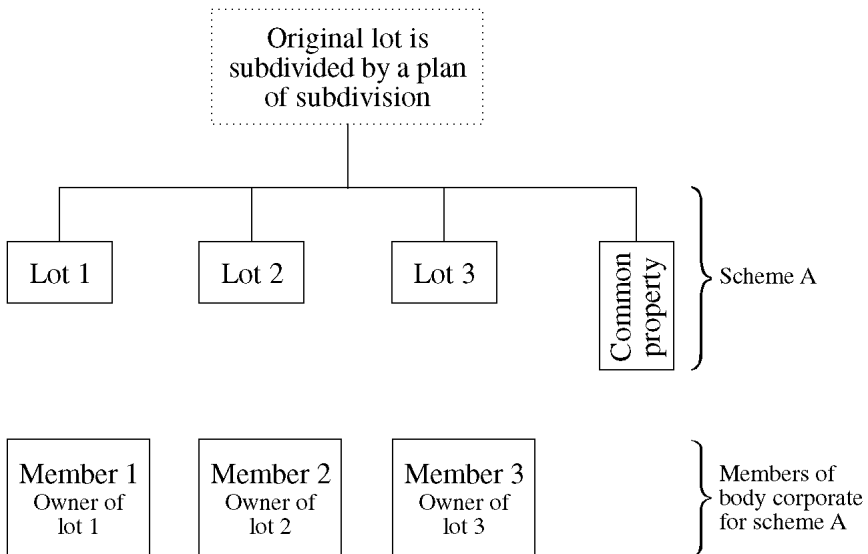 Original lot is
subdivided by a plan
of subdivision
Lot 1
Lot 2
Lot 3
Common
property
Scheme A
Member 1
Owner of
lot 1
Member 2
Owner of
lot 2
Member 3
Owner of
lot 3
Members of
body corporate
for scheme A